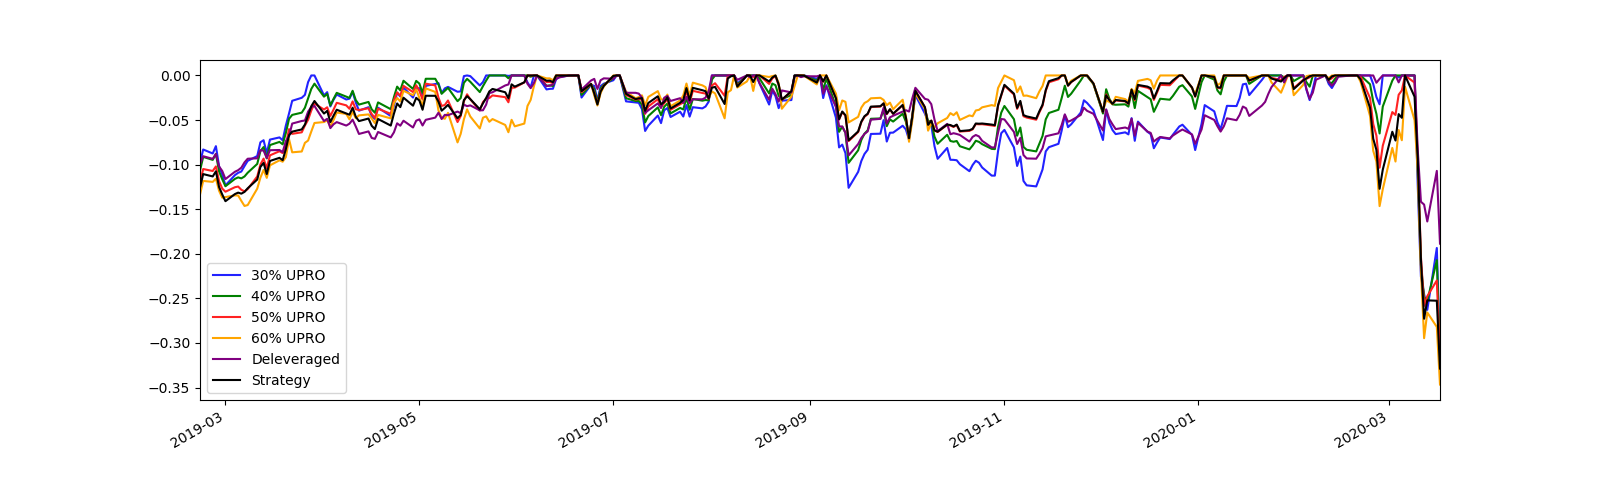 0.00
−0.05
−0.10
−0.15
−0.20
−0.25
−0.30
−0.35
30% UPRO
40% UPRO
50% UPRO
60% UPRO
Deleveraged
Strategy
2019-03
2019-05
2019-07
2019-09
2019-11
2020-01
2020-03